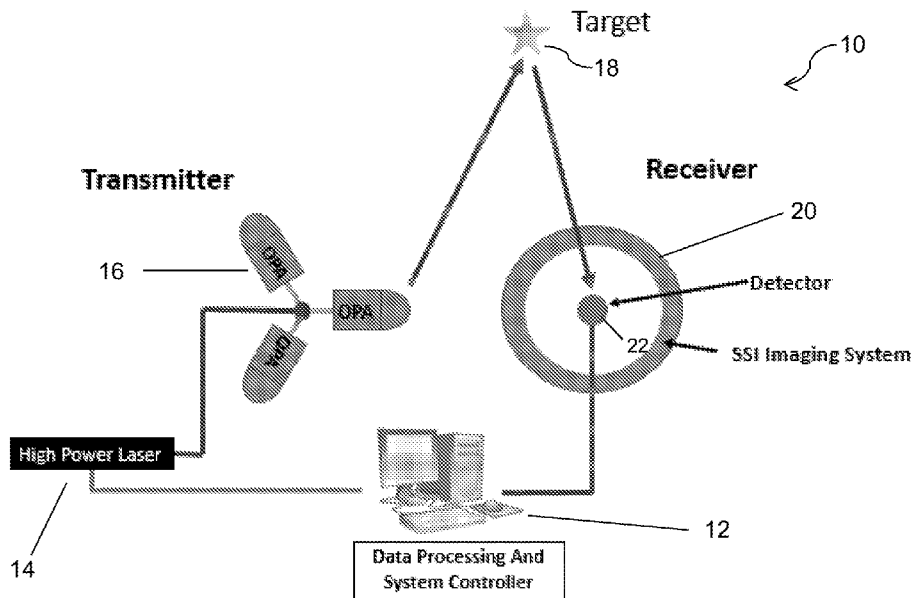 Target
10
18
Transmitter
Receiver
20
16
OPA
OPA
Detector
OPA
22
SSI Imaging System
High Power Laser
12
14
Data Processing And
System Controller